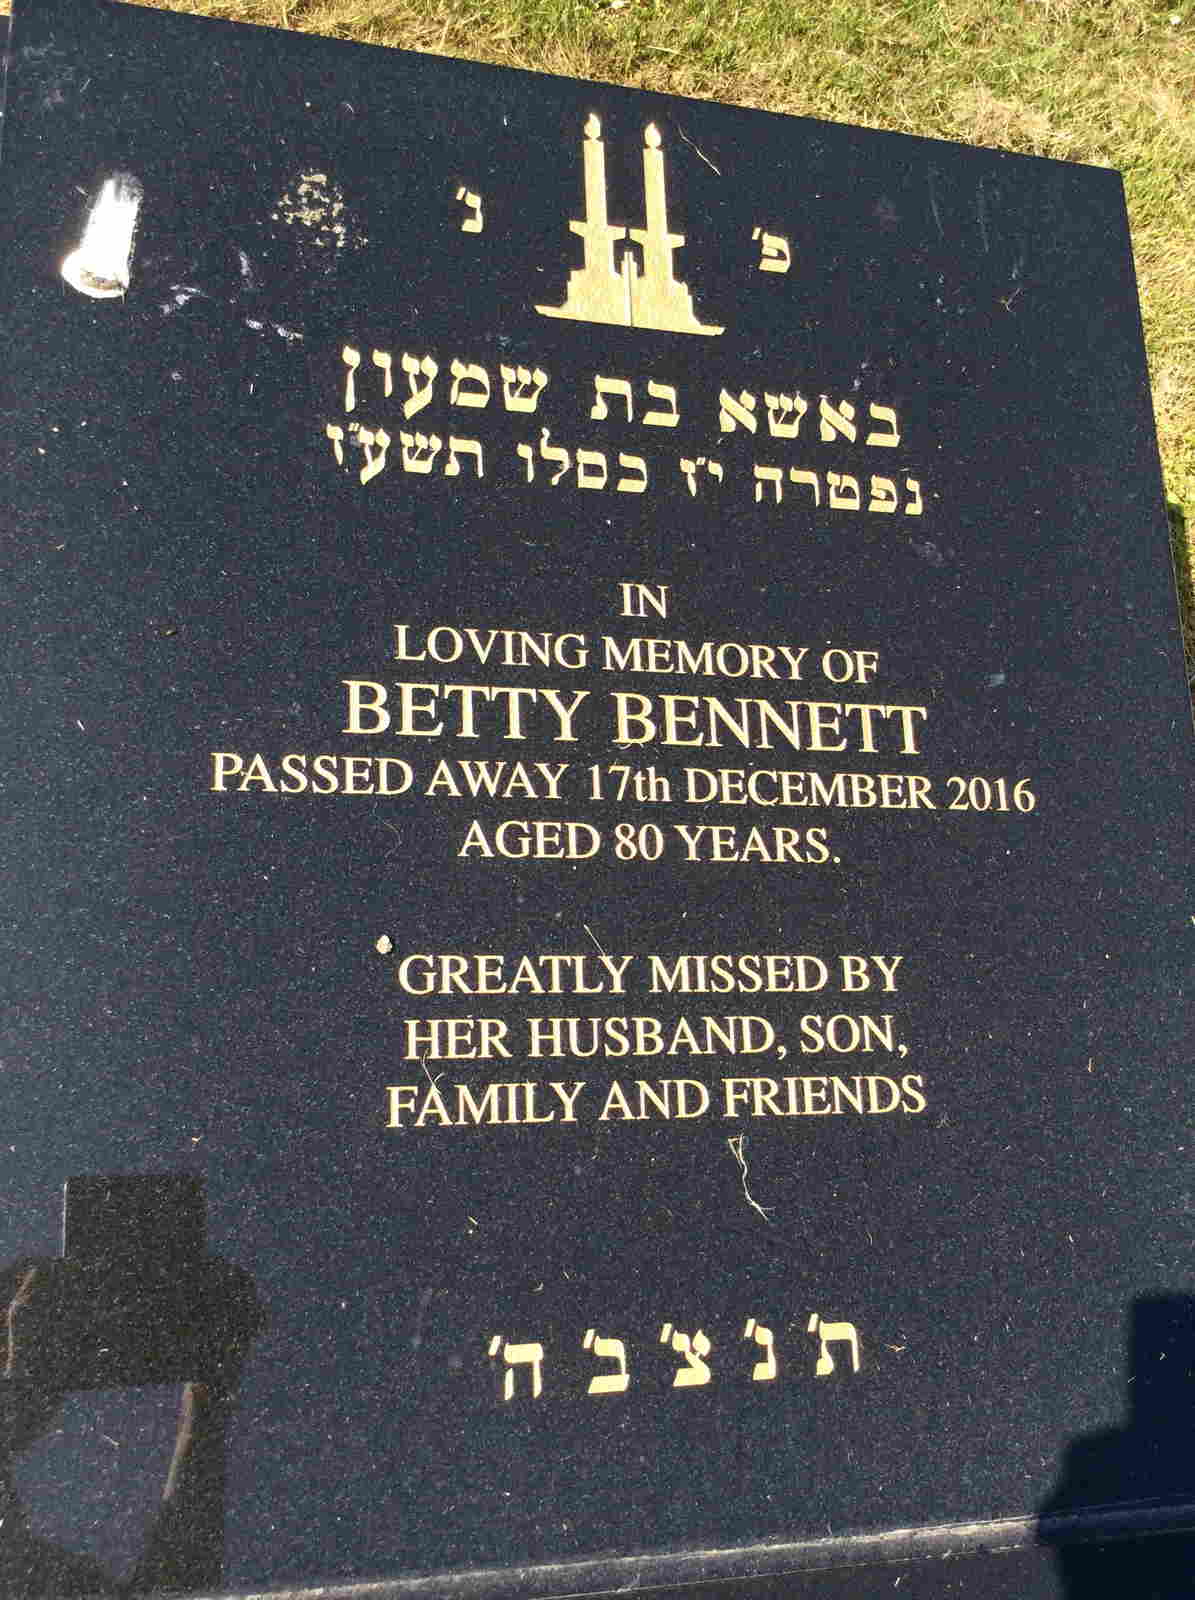 פ' נ'
באשא בת שמעון
נפטרה י"ז כסלו תשע"ז
IN
LOVING MEMORY OF
BETTY BENNETT
PASSED AWAY 17th DECEMBER 2016
AGED 80 YEARS.
GREATLY MISSED BY
HER HUSBAND, SON,
FAMILY AND FRIENDS
ת' נ' צ' ב' ה'